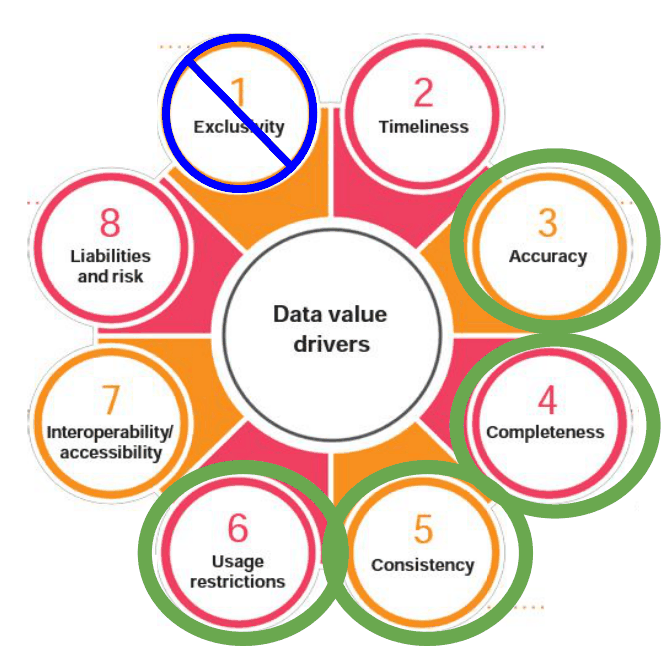 1
Exclusivity
2
Timeliness
3
Accuracy
4
Completeness
5
Consistency
6
Usage
restrictions
7
Interoperability/
accessibility
8
Liabilities
and risk
Data value
drivers